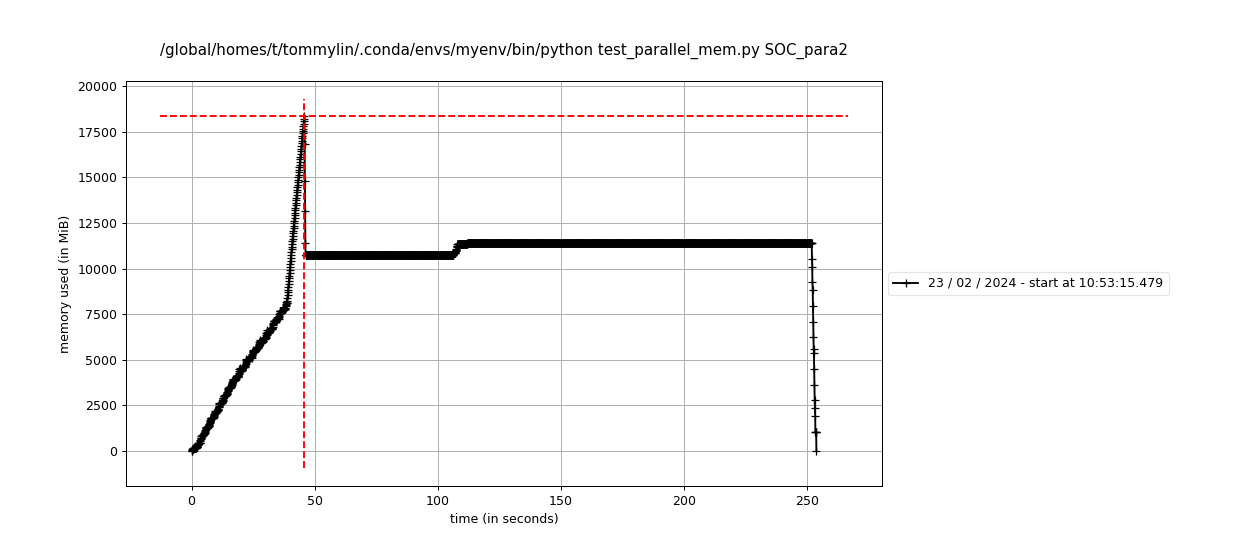 /global/homes/t/tommylin/.conda/envs/myenv/bin/python test_parallel_mem.py SOC_para2
20000
17500
15000
12500
10000
7500
5000
2500
0
memory used (in MiB)
0 50 100 150 200 250
time (in seconds)
23 / 02 / 2024 - start at 10:53:15.479